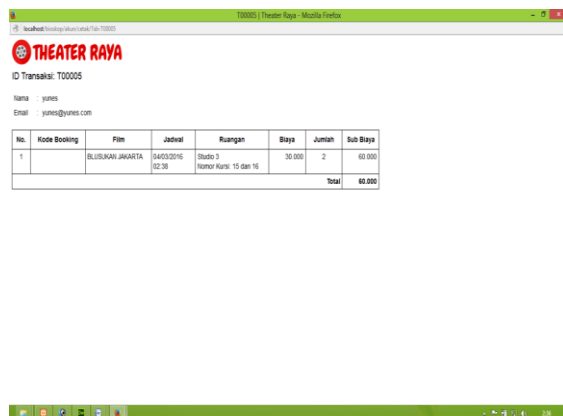 T00005 | Theater Raya - Mozilla Firefox
THEATER RAYA
ID Transaksi: T00005
Nama : yunes
Email : yunes@yunes.com
No. Kode Booking Film Jadwal Ruangan Biaya Jumlah Sub Biaya
1 BLUSUKAN JAKARTA 04/03/2016 Studio 3 30.000 2 60.000
02.36 Nomor Kursi: 15 dan 16
Total 60.000